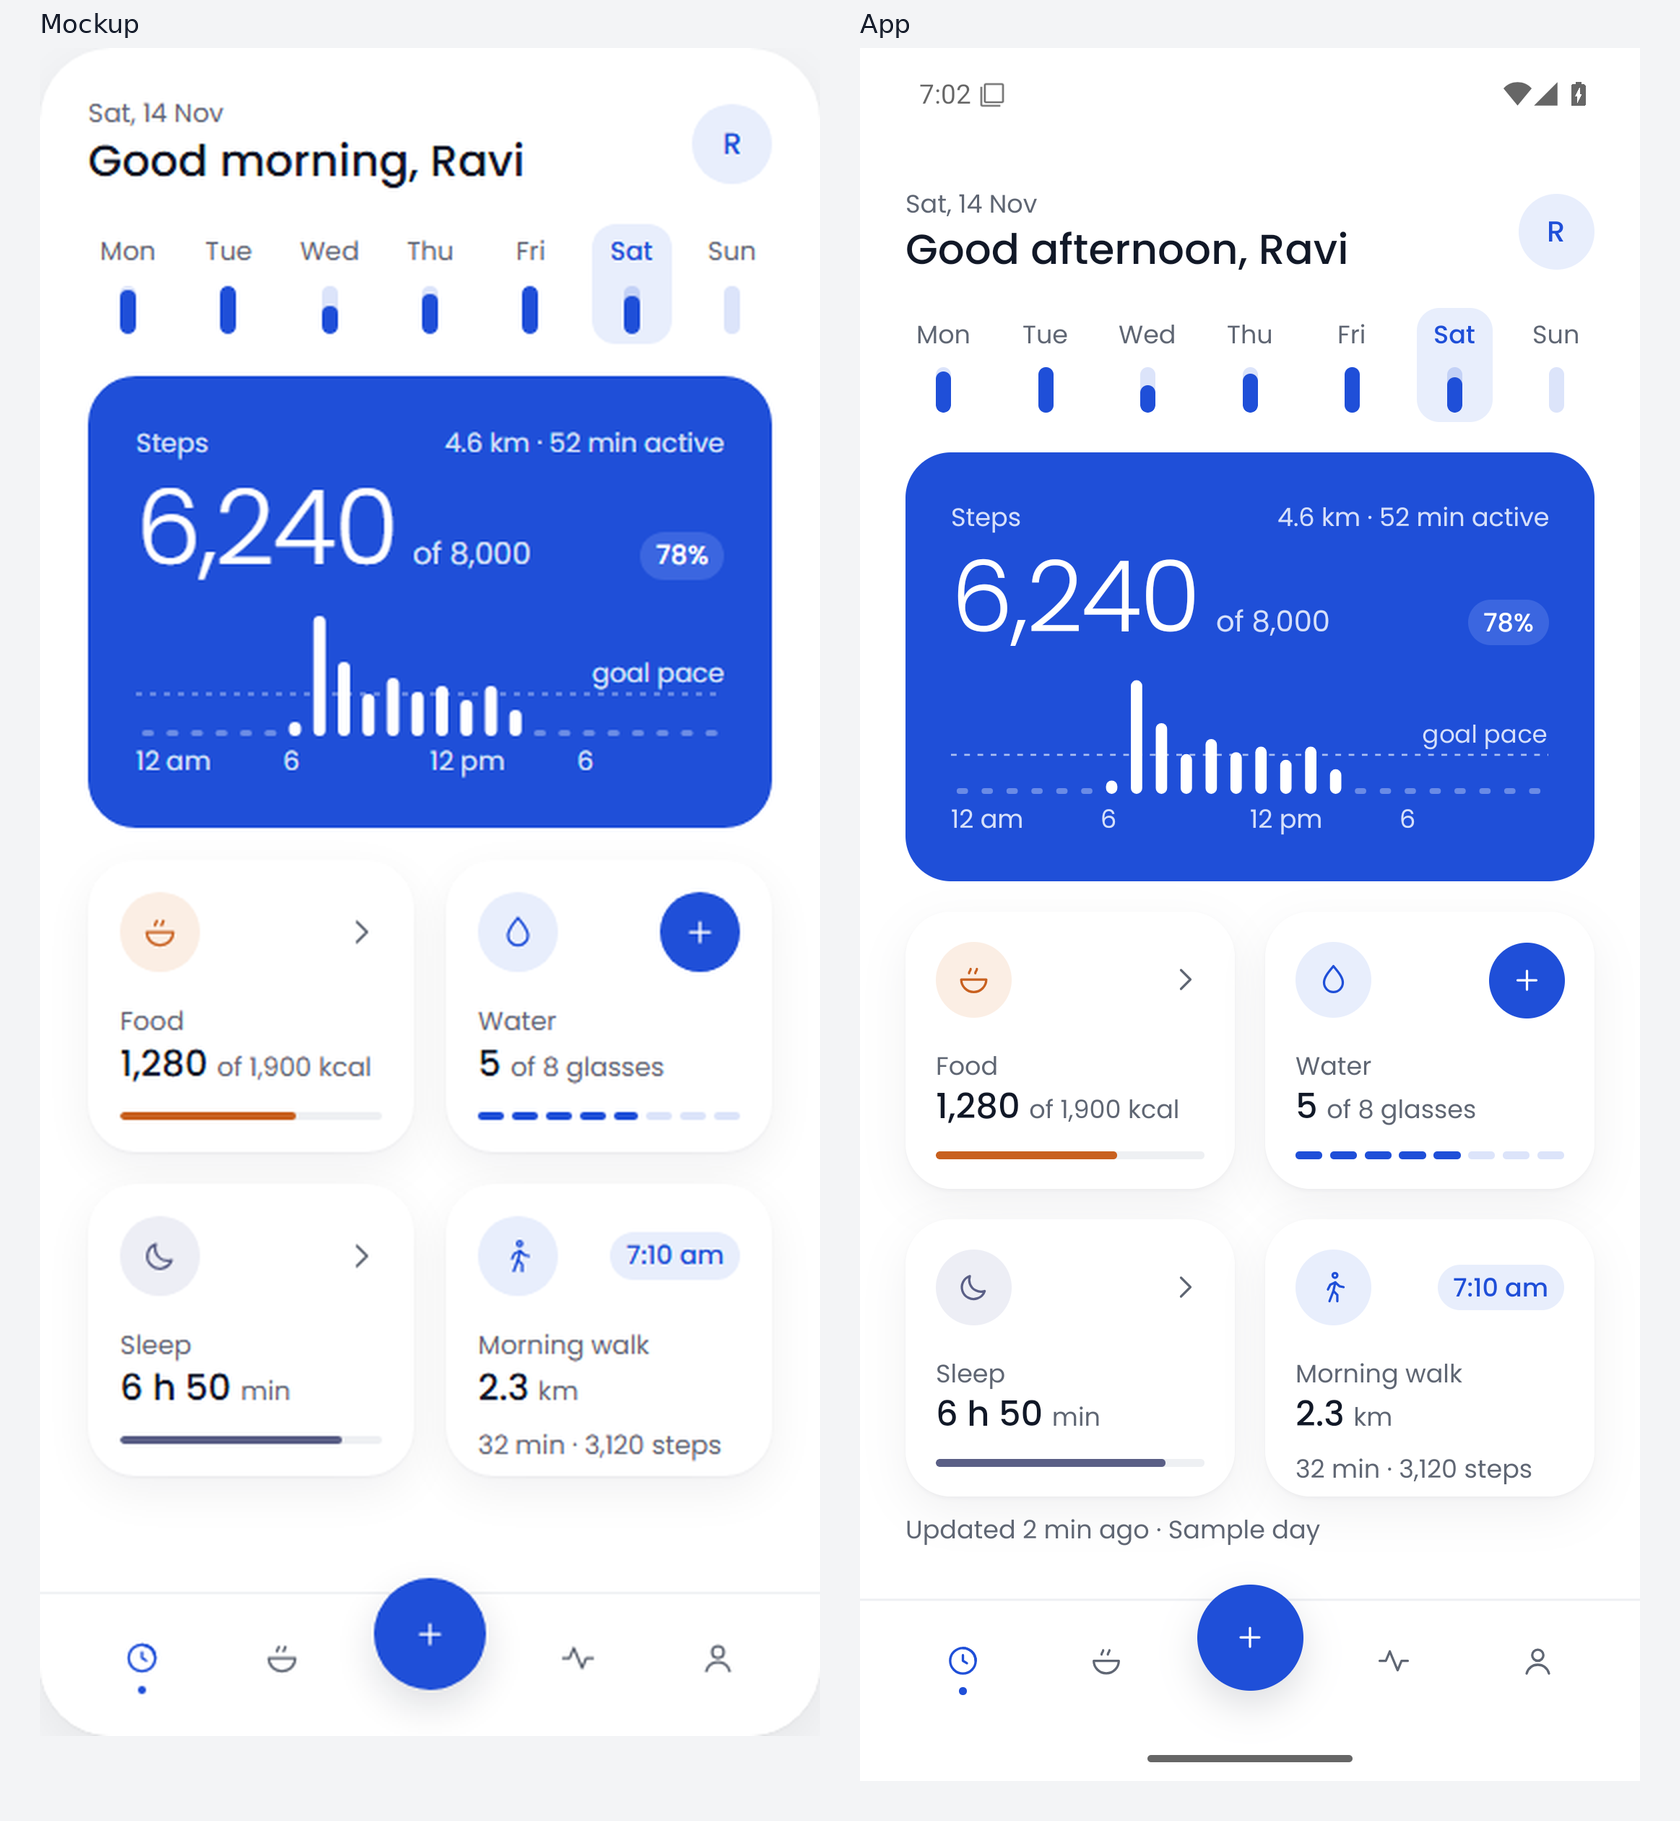 Mockup
Sat, 14 Nov
Good morning, Ravi
R
Mon Tue Wed Thu Fri Sat Sun
Steps 4.6 km · 52 min active
6,240 of 8,000 78%
goal pace
12 am 6 12 pm 6
Food
1,280 of 1,900 kcal
Water
5 of 8 glasses
Sleep
6 h 50 min
7:10 am
Morning walk
2.3 km
32 min · 3,120 steps
App
7:02
Sat, 14 Nov
Good afternoon, Ravi
R
Mon Tue Wed Thu Fri Sat Sun
Steps 4.6 km · 52 min active
6,240 of 8,000 78%
goal pace
12 am 6 12 pm 6
Food
1,280 of 1,900 kcal
Water
5 of 8 glasses
Sleep
6 h 50 min
7:10 am
Morning walk
2.3 km
32 min · 3,120 steps
Updated 2 min ago · Sample day